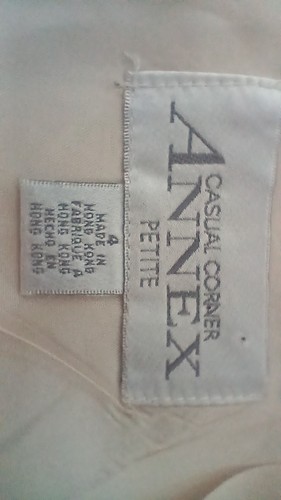 CASUAL CORNER
ANNEX
PETITE
4
MADE IN
HONG KONG
FABRIQUE A
HONG KONG
HECHO EN
HONG KONG